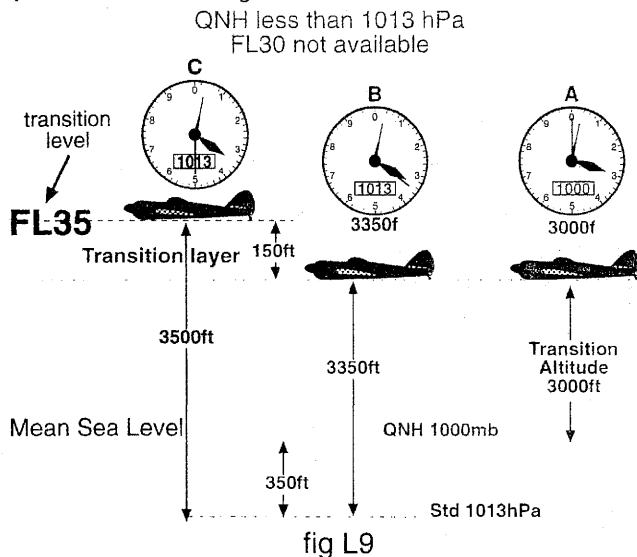 QNH less than 1013 hPa
FL30 not available
C
B
A
transition
level
1013
1013
1000
FL35
3350f
3000f
Transition layer
150ft
3500ft
3350ft
Transition
Altitude
3000ft
Mean Sea Level
QNH 1000mb
350ft
Std 1013hPa
fig L9